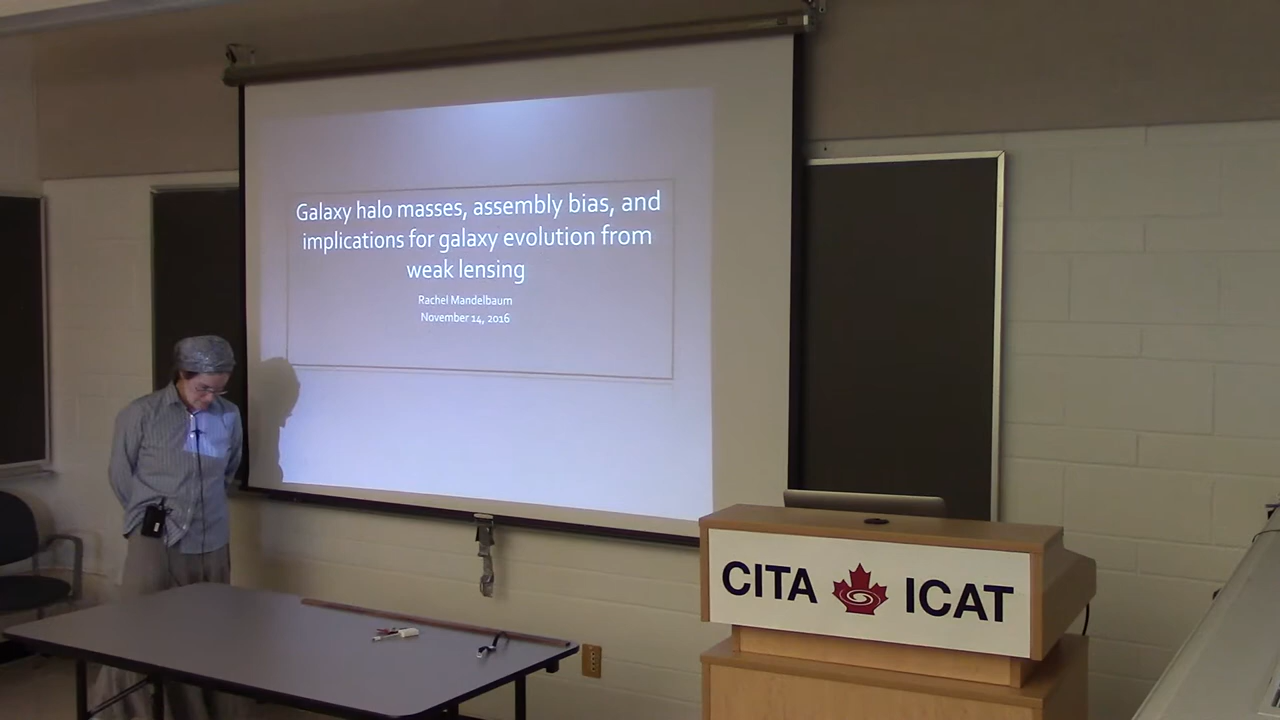 Galaxy halo masses, assembly bias, and
implications for galaxy evolution from
weak lensing
Rachel Mandelbaum
November 14, 2016
CITA ICAT